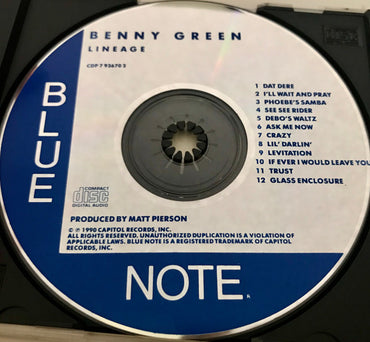 BENNY GREEN
LINEAGE
CDP 7 93670 2
BLUE
1 DAT DERE
2 I'LL WAIT AND PRAY
3 PHOEBE'S SAMBA
4 SEE SEE RIDER
5 DEBO'S WALTZ
6 ASK ME NOW
7 CRAZY
8 LIL' DARLIN'
9 LEVITATION
10 IF EVER I WOULD LEAVE YOU
11 TRUST
12 GLASS ENCLOSURE
COMPACT
disc
DIGITAL AUDIO
PRODUCED BY MATT PIERSON
© ℗ 1990 CAPITOL RECORDS, INC.
ALL RIGHTS RESERVED. UNAUTHORIZED DUPLICATION IS A VIOLATION OF
APPLICABLE LAWS. BLUE NOTE IS A REGISTERED TRADEMARK OF CAPITOL
RECORDS, INC.
NOTE